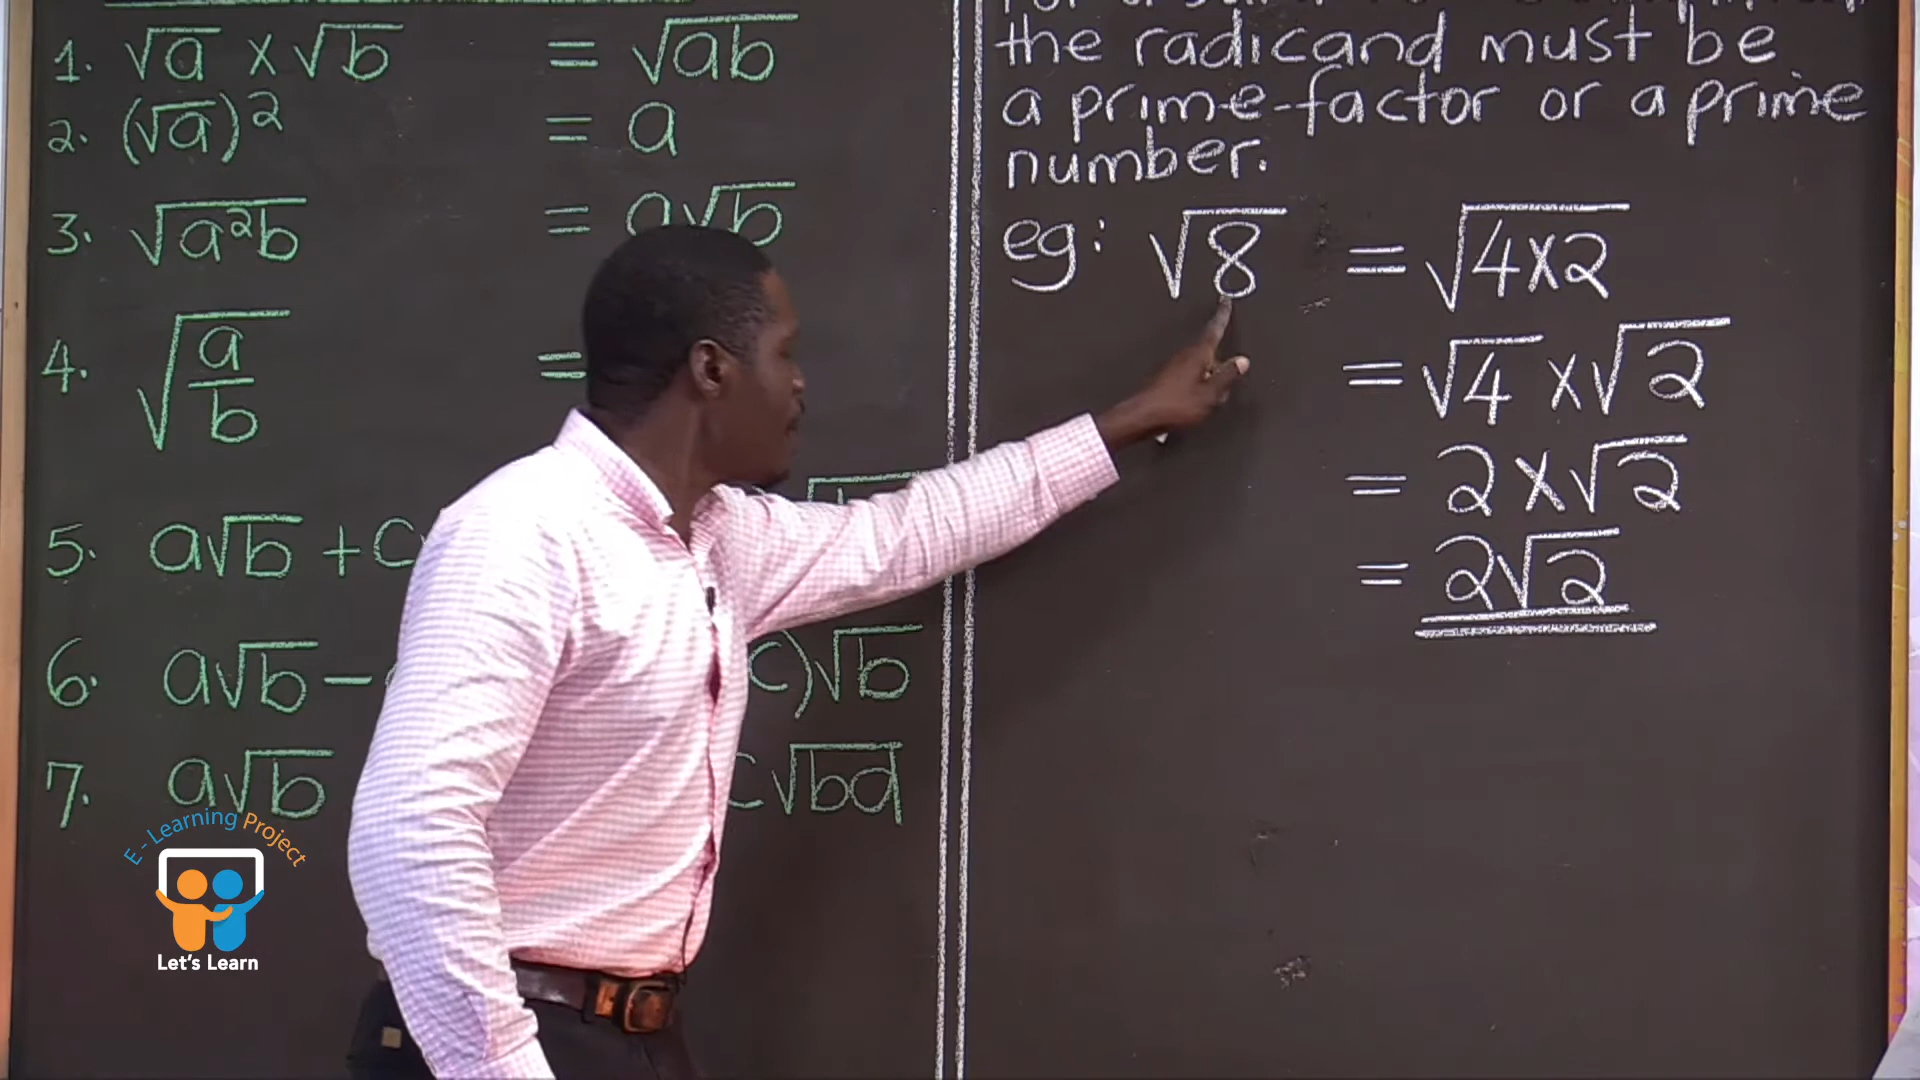 1. √a x √b = √ab
2. (√a)² = a
3. √a²b = a√b
4. √a/b =
5. a√b + c
6. a√b - c)√b
7. a√b c√bd
the radicand must be
a prime-factor or a prime
number.
eg: √8 = √4x2
= √4 x √2
= 2 x √2
= 2√2
E - Learning Project
Let's Learn